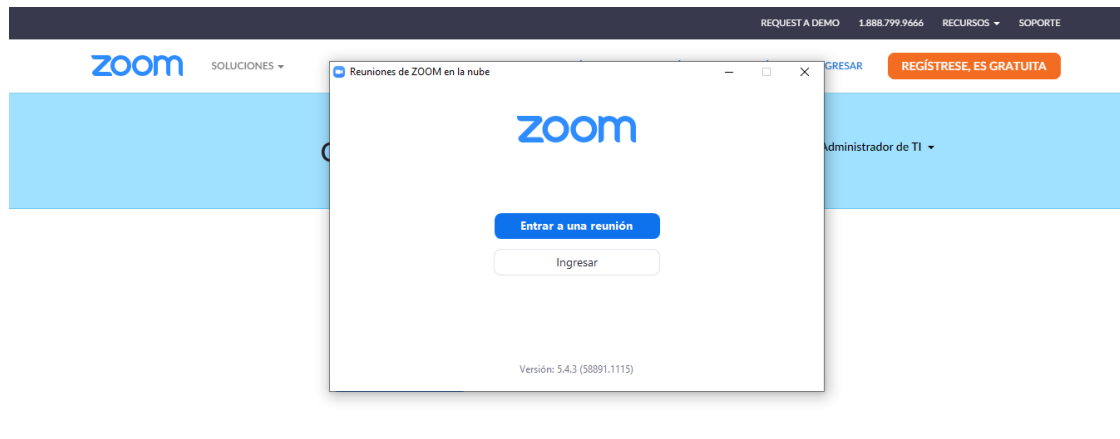 REQUEST A DEMO 1.888.799.9666 RECURSOS SOPORTE
zoom SOLUCIONES REGÍSTRESE, ES GRATUITA
Reuniones de ZOOM en la nube
zoom
Administrador de TI
Entrar a una reunión
Ingresar
Versión: 5.4.3 (58891.1115)